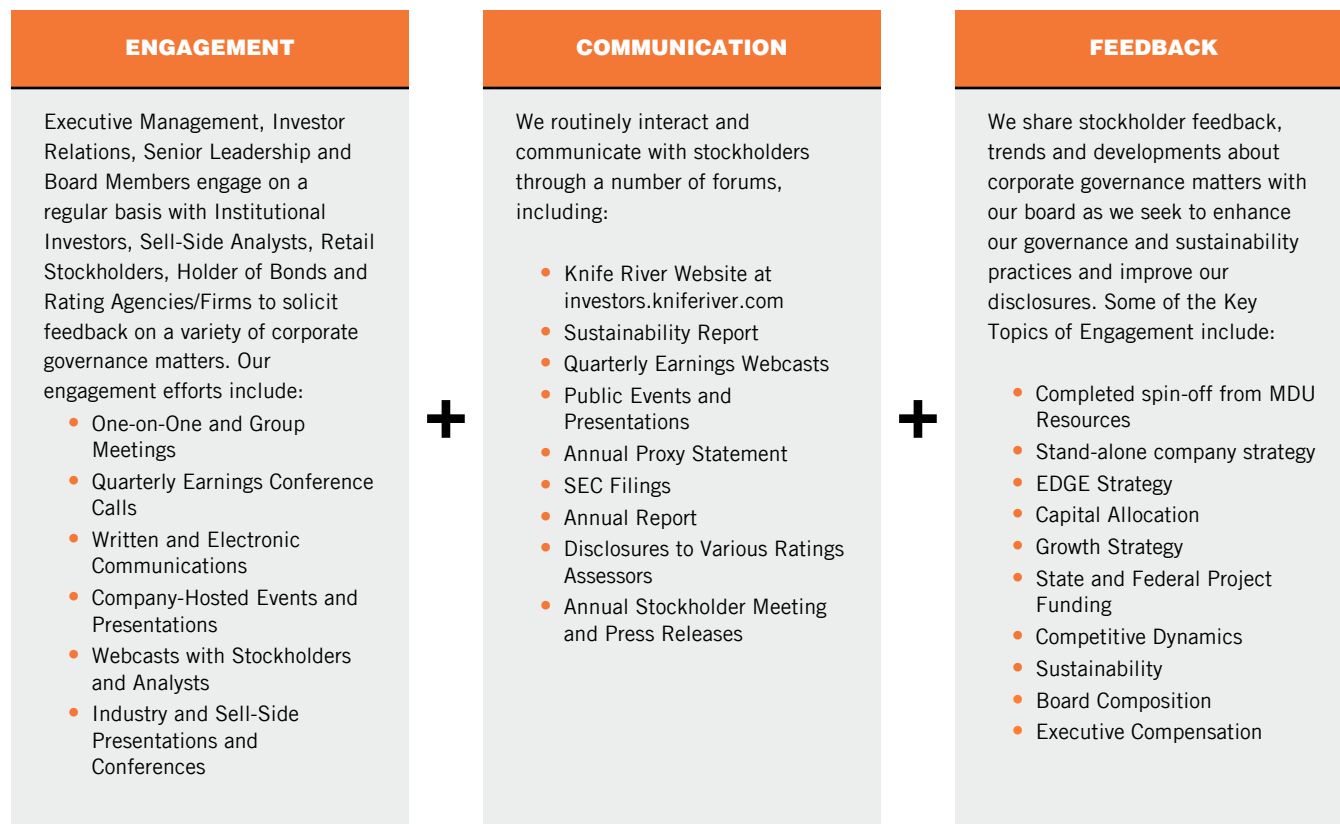 ENGAGEMENT
Executive Management, Investor
Relations, Senior Leadership and
Board Members engage on a
regular basis with Institutional
Investors, Sell-Side Analysts, Retail
Stockholders, Holder of Bonds and
Rating Agencies/Firms to solicit
feedback on a variety of corporate
governance matters. Our
engagement efforts include:
• One-on-One and Group
Meetings
• Quarterly Earnings Conference
Calls
• Written and Electronic
Communications
• Company-Hosted Events and
Presentations
• Webcasts with Stockholders
and Analysts
• Industry and Sell-Side
Presentations and
Conferences
+
COMMUNICATION
We routinely interact and
communicate with stockholders
through a number of forums,
including:
• Knife River Website at
investors.kniferiver.com
• Sustainability Report
• Quarterly Earnings Webcasts
• Public Events and
Presentations
• Annual Proxy Statement
• SEC Filings
• Annual Report
• Disclosures to Various Ratings
Assessors
• Annual Stockholder Meeting
and Press Releases
+
FEEDBACK
We share stockholder feedback,
trends and developments about
corporate governance matters with
our board as we seek to enhance
our governance and sustainability
practices and improve our
disclosures. Some of the Key
Topics of Engagement include:
• Completed spin-off from MDU
Resources
• Stand-alone company strategy
• EDGE Strategy
• Capital Allocation
• Growth Strategy
• State and Federal Project
Funding
• Competitive Dynamics
• Sustainability
• Board Composition
• Executive Compensation